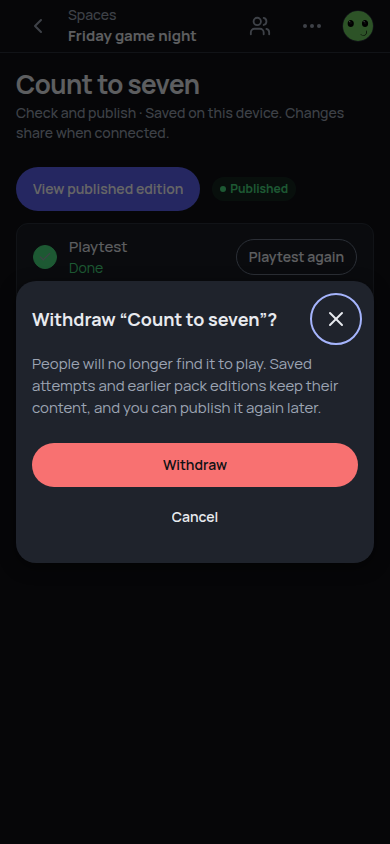 Spaces
Friday game night
Count to seven
Check and publish · Saved on this device. Changes
share when connected.
View published edition
Published
Playtest
Done
Playtest again
Withdraw “Count to seven”?
People will no longer find it to play. Saved
attempts and earlier pack editions keep their
content, and you can publish it again later.
Withdraw
Cancel